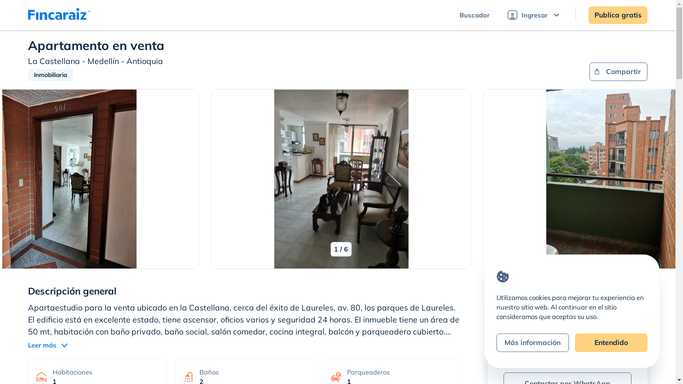 Fincaraiz
Buscador
Ingresar
Publica gratis
Apartamento en venta
La Castellana - Medellín - Antioquia
Inmobiliaria
Compartir
1 / 6
Descripción general
Apartaestudio para la venta ubicado en la Castellana, cerca del éxito de Laureles, av. 80, los parques de Laureles.
El edificio está en excelente estado, tiene ascensor, oficios varios y seguridad 24 horas. El inmueble tiene un área de
50 mt, habitación con baño privado, baño social, salón comedor, cocina integral, balcón y parqueadero cubierto....
Leer más
Habitaciones
1
Baños
2
Parqueaderos
1
Utilizamos cookies para mejorar tu experiencia en
nuestro sitio web. Al continuar en el sitio
consideramos que aceptas su uso.
Más información
Entendido
Contactar por WhatsApp